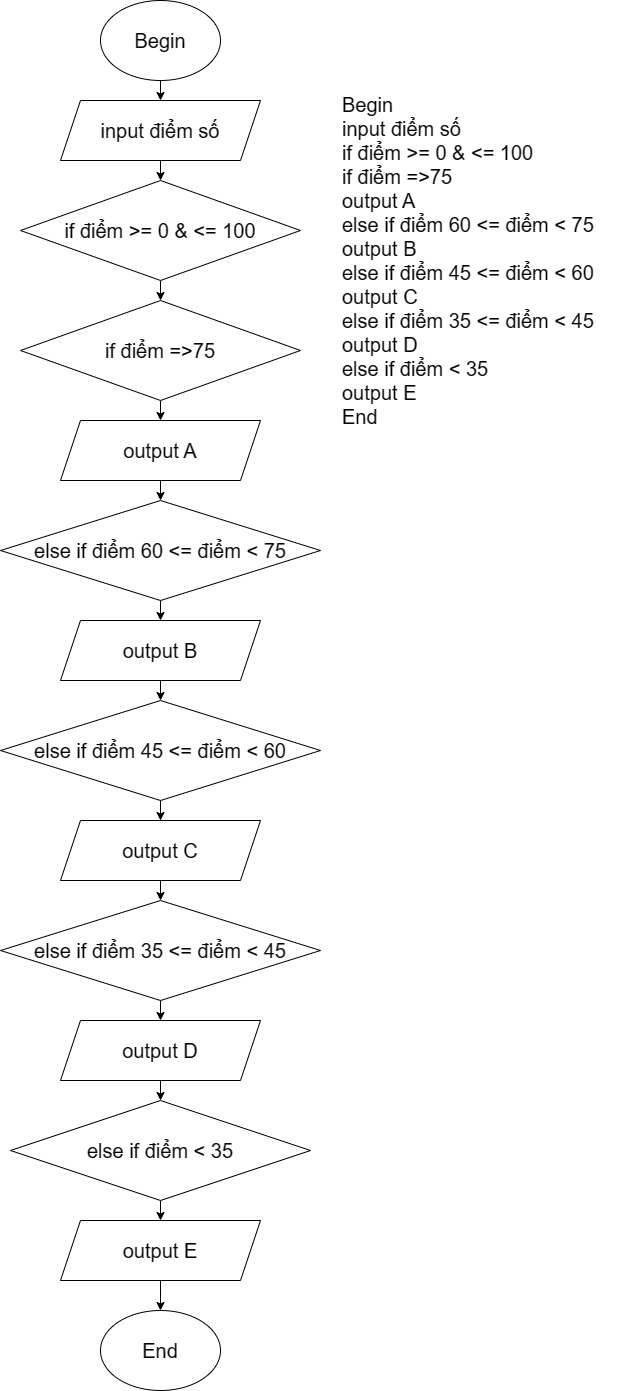 Begin
input điểm số
if điểm >= 0 & <= 100
if điểm =>75
output A
else if điểm 60 <= điểm < 75
output B
else if điểm 45 <= điểm < 60
output C
else if điểm 35 <= điểm < 45
output D
else if điểm < 35
output E
End
Begin
input điểm số
if điểm >= 0 & <= 100
if điểm =>75
output A
else if điểm 60 <= điểm < 75
output B
else if điểm 45 <= điểm < 60
output C
else if điểm 35 <= điểm < 45
output D
else if điểm < 35
output E
End